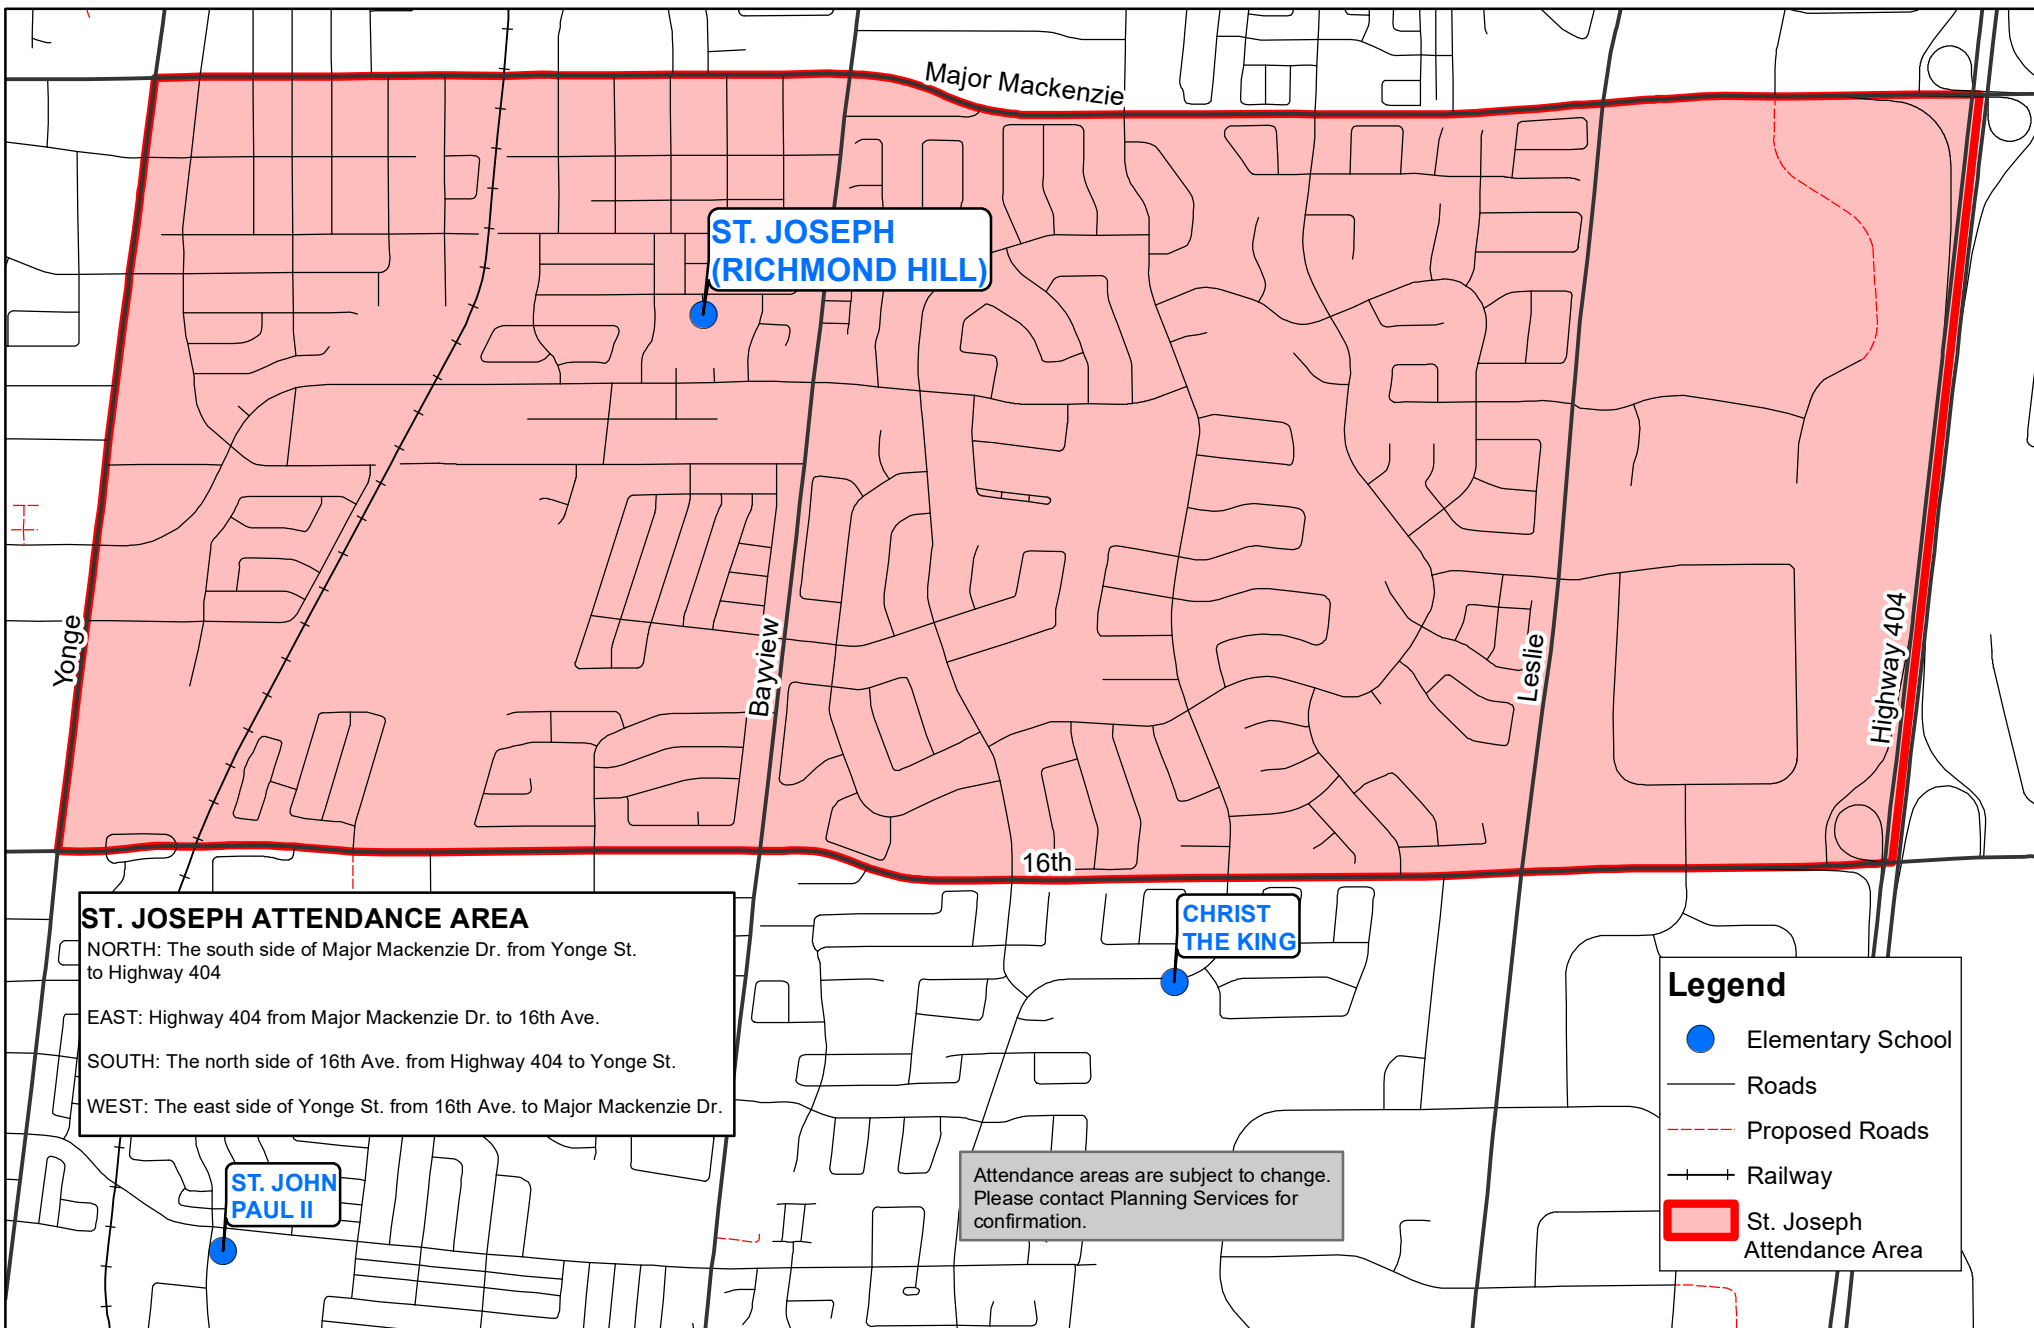 Major Mackenzie
ST. JOSEPH
(RICHMOND HILL)
Yonge
Bayview
Leslie
Highway 404
16th
ST. JOSEPH ATTENDANCE AREA
NORTH: The south side of Major Mackenzie Dr. from Yonge St.
to Highway 404
EAST: Highway 404 from Major Mackenzie Dr. to 16th Ave.
SOUTH: The north side of 16th Ave. from Highway 404 to Yonge St.
WEST: The east side of Yonge St. from 16th Ave. to Major Mackenzie Dr.
CHRIST
THE KING
ST. JOHN
PAUL II
Attendance areas are subject to change.
Please contact Planning Services for
confirmation.
Legend
Elementary School
Roads
Proposed Roads
Railway
St. Joseph
Attendance Area